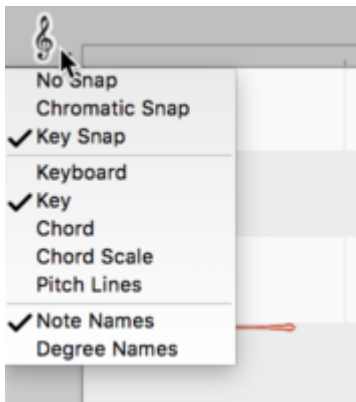 No Snap
Chromatic Snap
Key Snap
Keyboard
Key
Chord
Chord Scale
Pitch Lines
Note Names
Degree Names